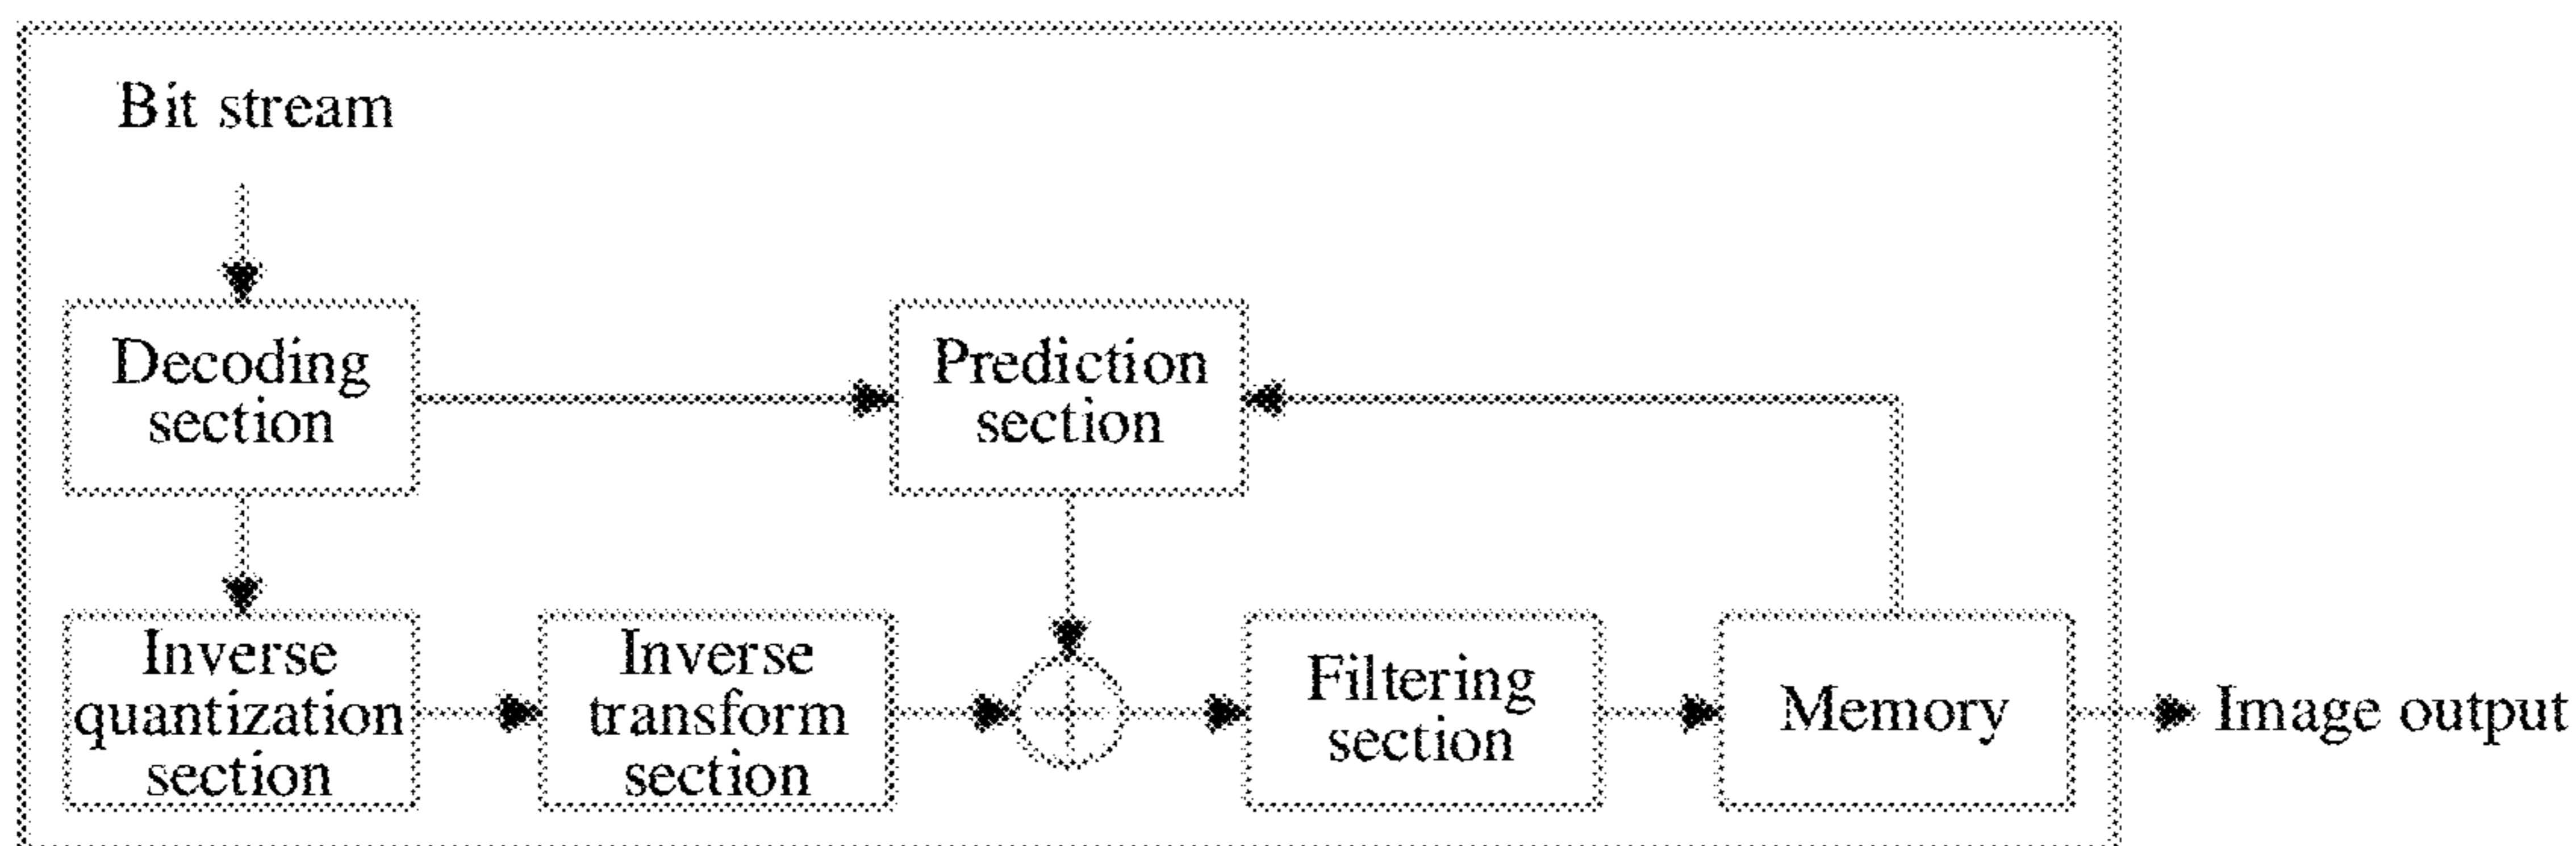 Bit stream
Decoding
section
Prediction
section
Inverse
quantization
section
Inverse
transform
section
Filtering
section
Memory
Image output